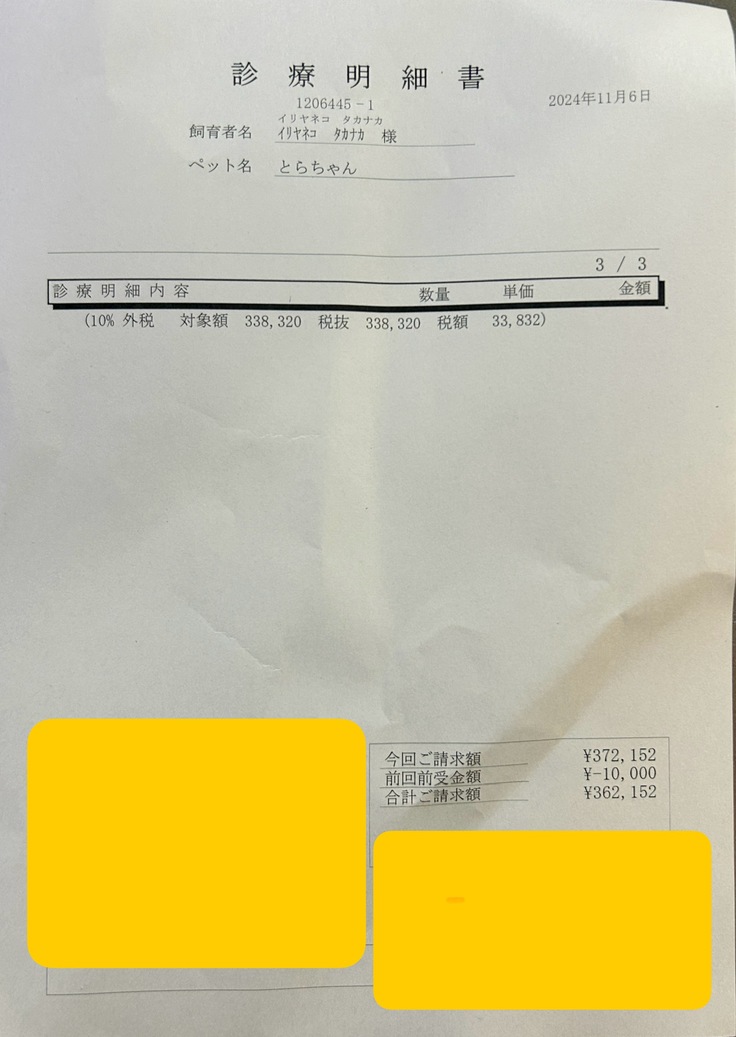 診療明細書
1206445-1
2024年11月6日
イリヤネコ タカナカ
飼育者名 ｲﾘﾔﾈｺ ﾀｶﾅｶ 様
ペット名 とらちゃん
3 / 3
診療明細内容 数量 単価 金額
(10% 外税 対象額 338,320 税抜 338,320 税額 33,832)
今回ご請求額 ¥372,152
前回前受金額 ¥-10,000
合計ご請求額 ¥362,152